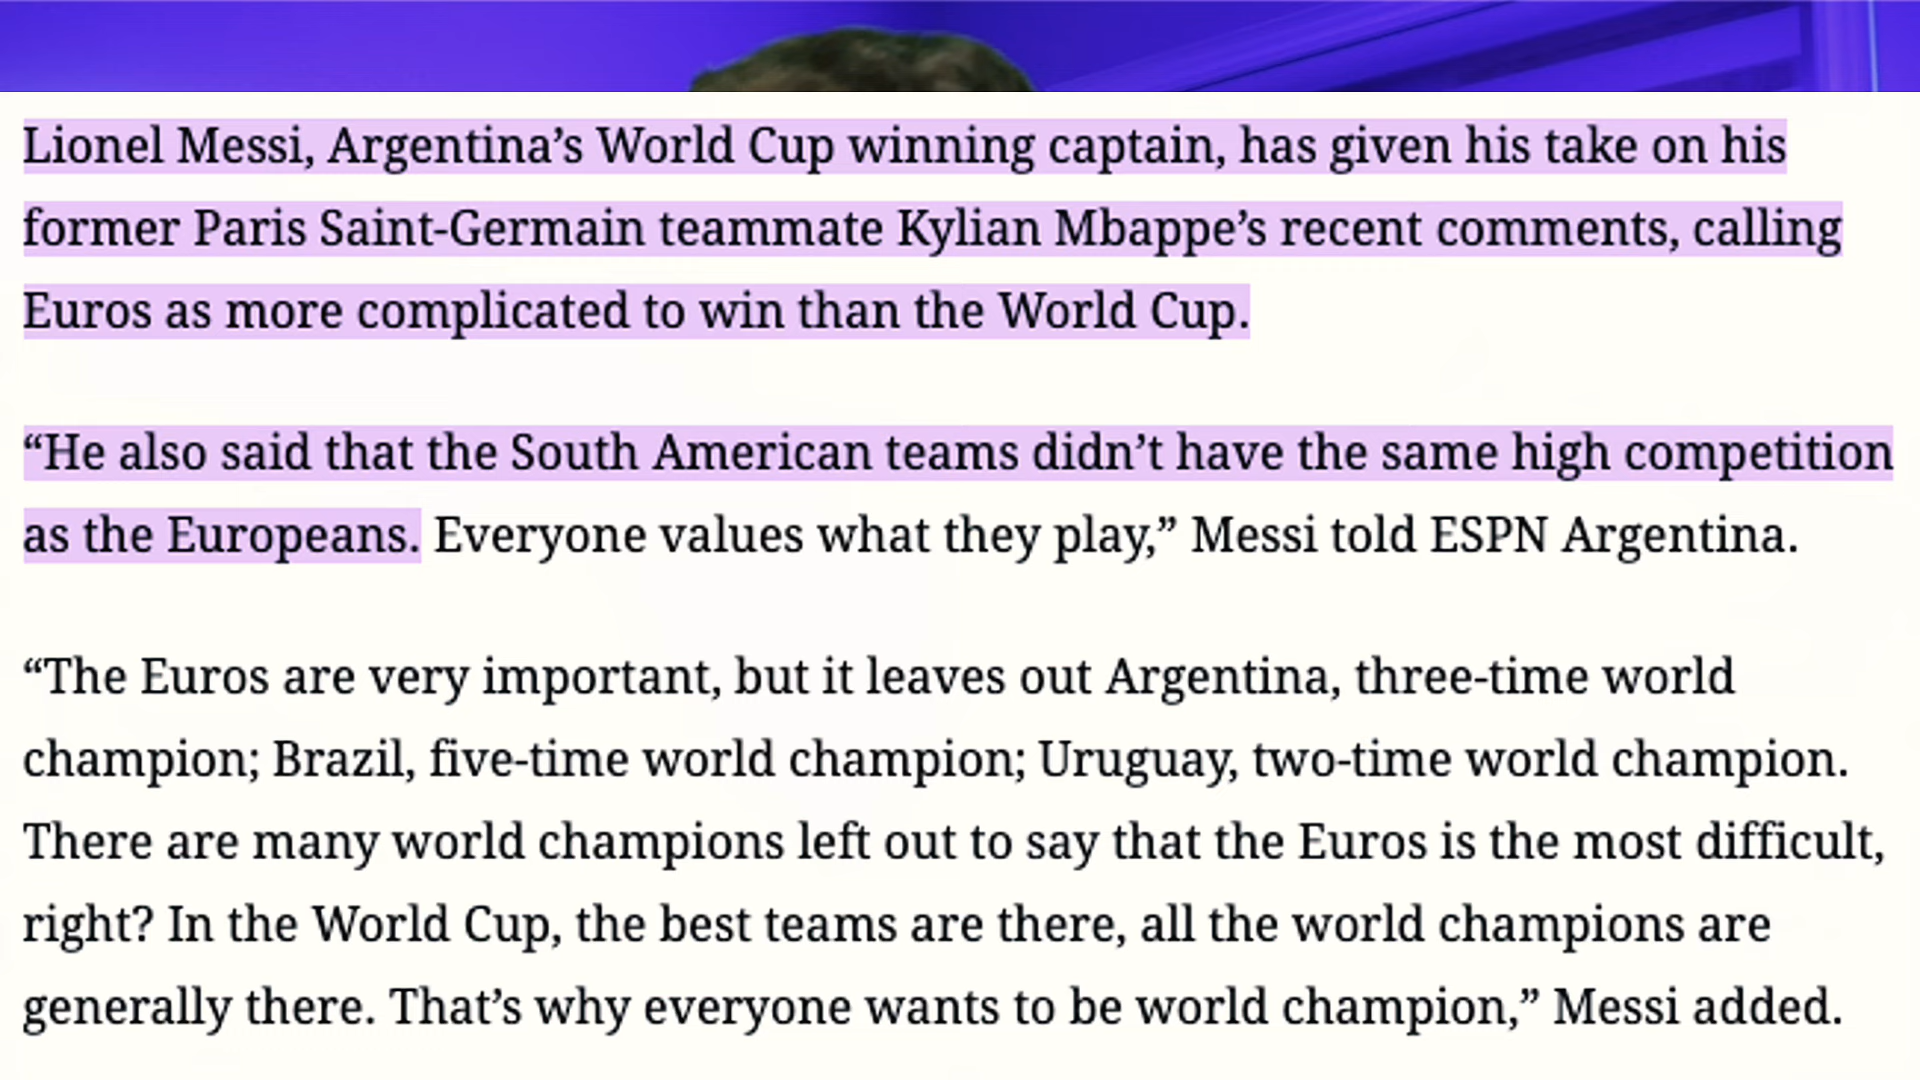 Lionel Messi, Argentina’s World Cup winning captain, has given his take on his
former Paris Saint-Germain teammate Kylian Mbappe’s recent comments, calling
Euros as more complicated to win than the World Cup.
“He also said that the South American teams didn’t have the same high competition
as the Europeans. Everyone values what they play,” Messi told ESPN Argentina.
“The Euros are very important, but it leaves out Argentina, three-time world
champion; Brazil, five-time world champion; Uruguay, two-time world champion.
There are many world champions left out to say that the Euros is the most difficult,
right? In the World Cup, the best teams are there, all the world champions are
generally there. That’s why everyone wants to be world champion,” Messi added.